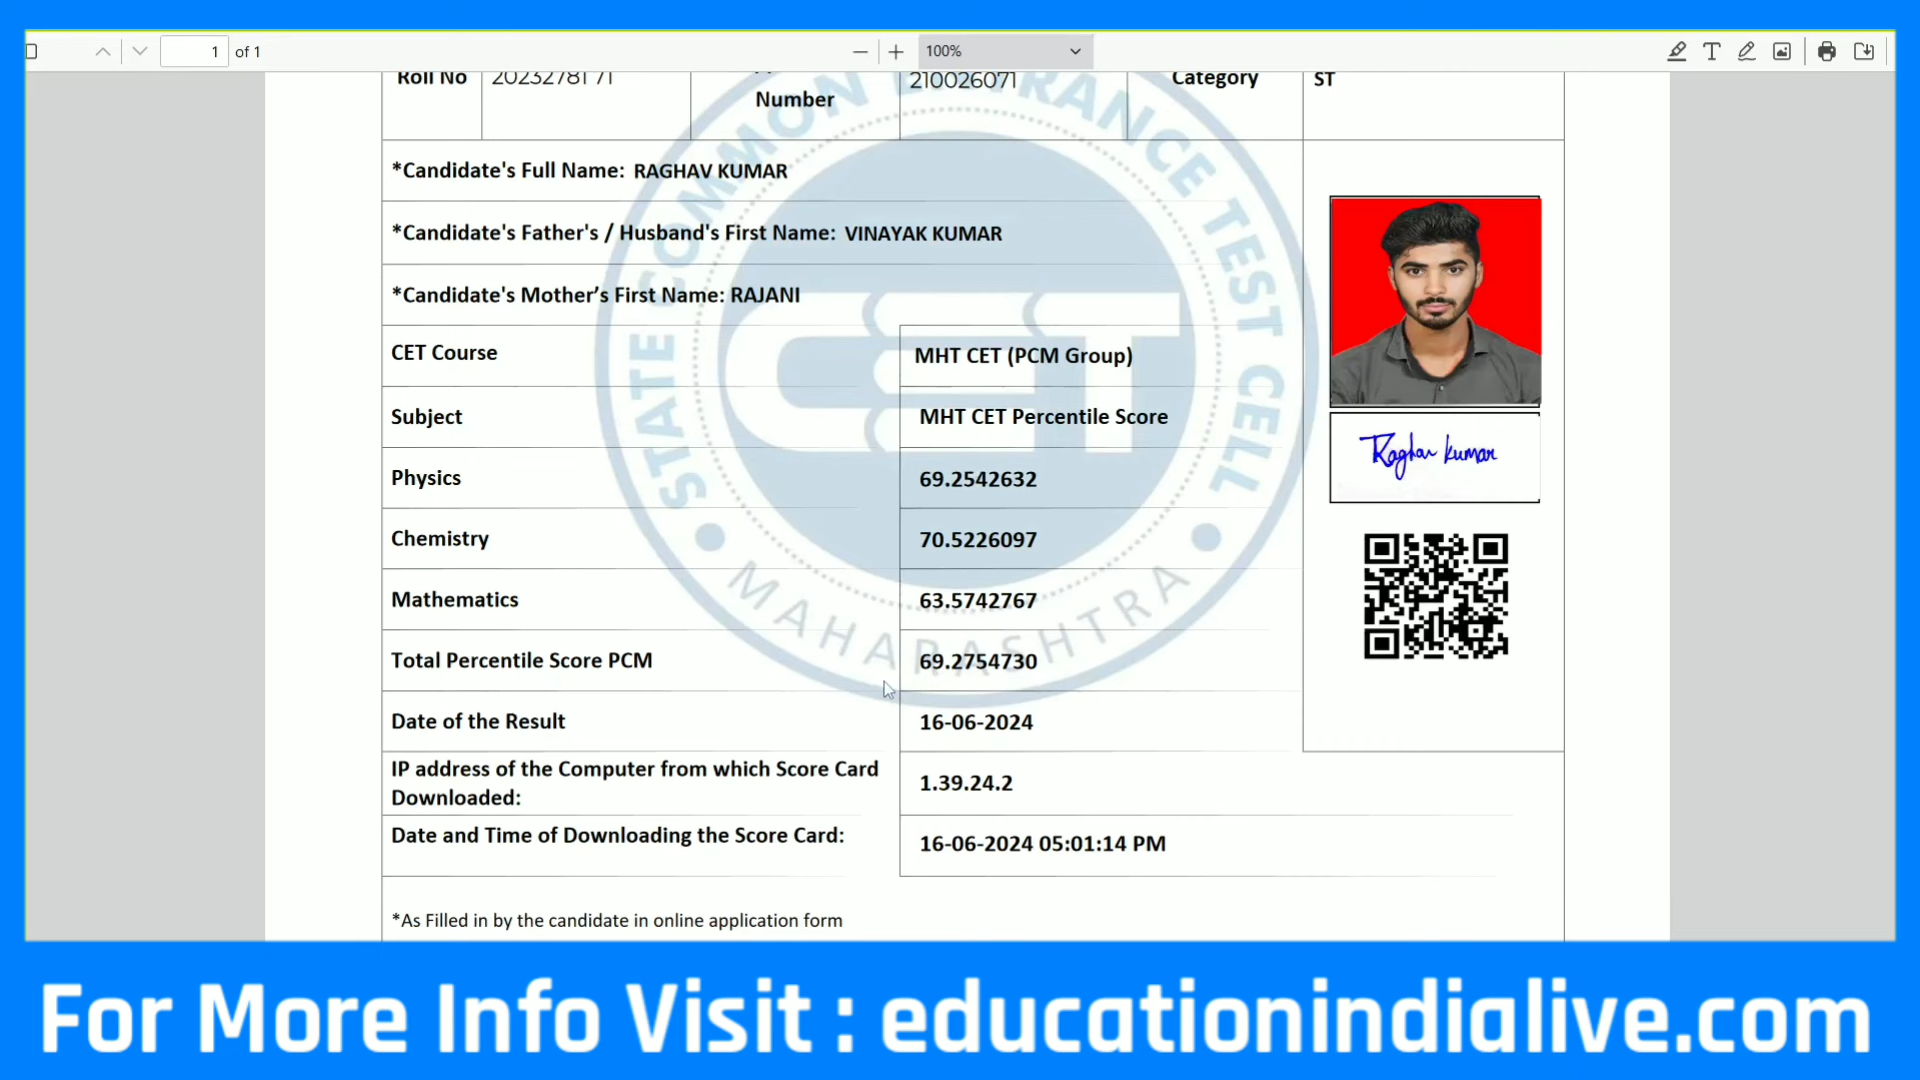 1 of 1 100%
Roll No 2023278171 210026071 Category ST
Number
*Candidate's Full Name: RAGHAV KUMAR
*Candidate's Father's / Husband's First Name: VINAYAK KUMAR
*Candidate's Mother’s First Name: RAJANI
CET Course MHT CET (PCM Group)
Subject MHT CET Percentile Score
Physics 69.2542632
Chemistry 70.5226097
Mathematics 63.5742767
Total Percentile Score PCM 69.2754730
Date of the Result 16-06-2024
IP address of the Computer from which Score Card
Downloaded: 1.39.24.2
Date and Time of Downloading the Score Card: 16-06-2024 05:01:14 PM
*As Filled in by the candidate in online application form
Raghav Kumar
STATE COMMON ENTRANCE TEST CELL
CET
MAHARASHTRA
For More Info Visit : educationindialive.com